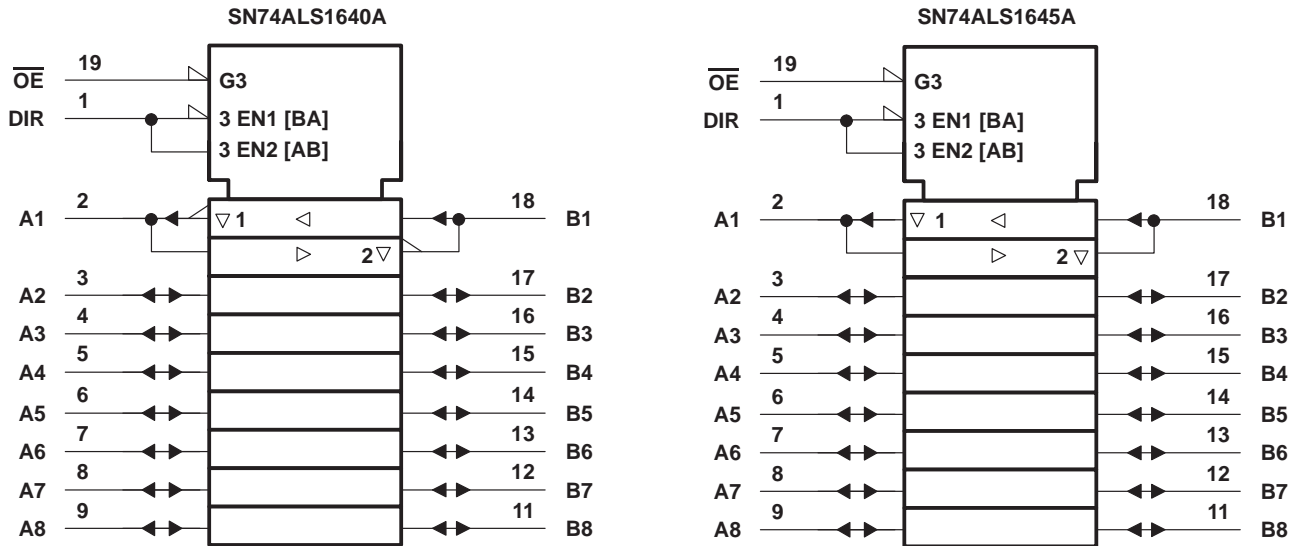 SN74ALS1640A
OE 19 G3
DIR 1 3 EN1 [BA]
3 EN2 [AB]
A1 2 ▽ 1 ◁ 18 B1
▷ 2 ▽
A2 3 17 B2
A3 4 16 B3
A4 5 15 B4
A5 6 14 B5
A6 7 13 B6
A7 8 12 B7
A8 9 11 B8
SN74ALS1645A
OE 19 G3
DIR 1 3 EN1 [BA]
3 EN2 [AB]
A1 2 ▽ 1 ◁ 18 B1
▷ 2 ▽
A2 3 17 B2
A3 4 16 B3
A4 5 15 B4
A5 6 14 B5
A6 7 13 B6
A7 8 12 B7
A8 9 11 B8